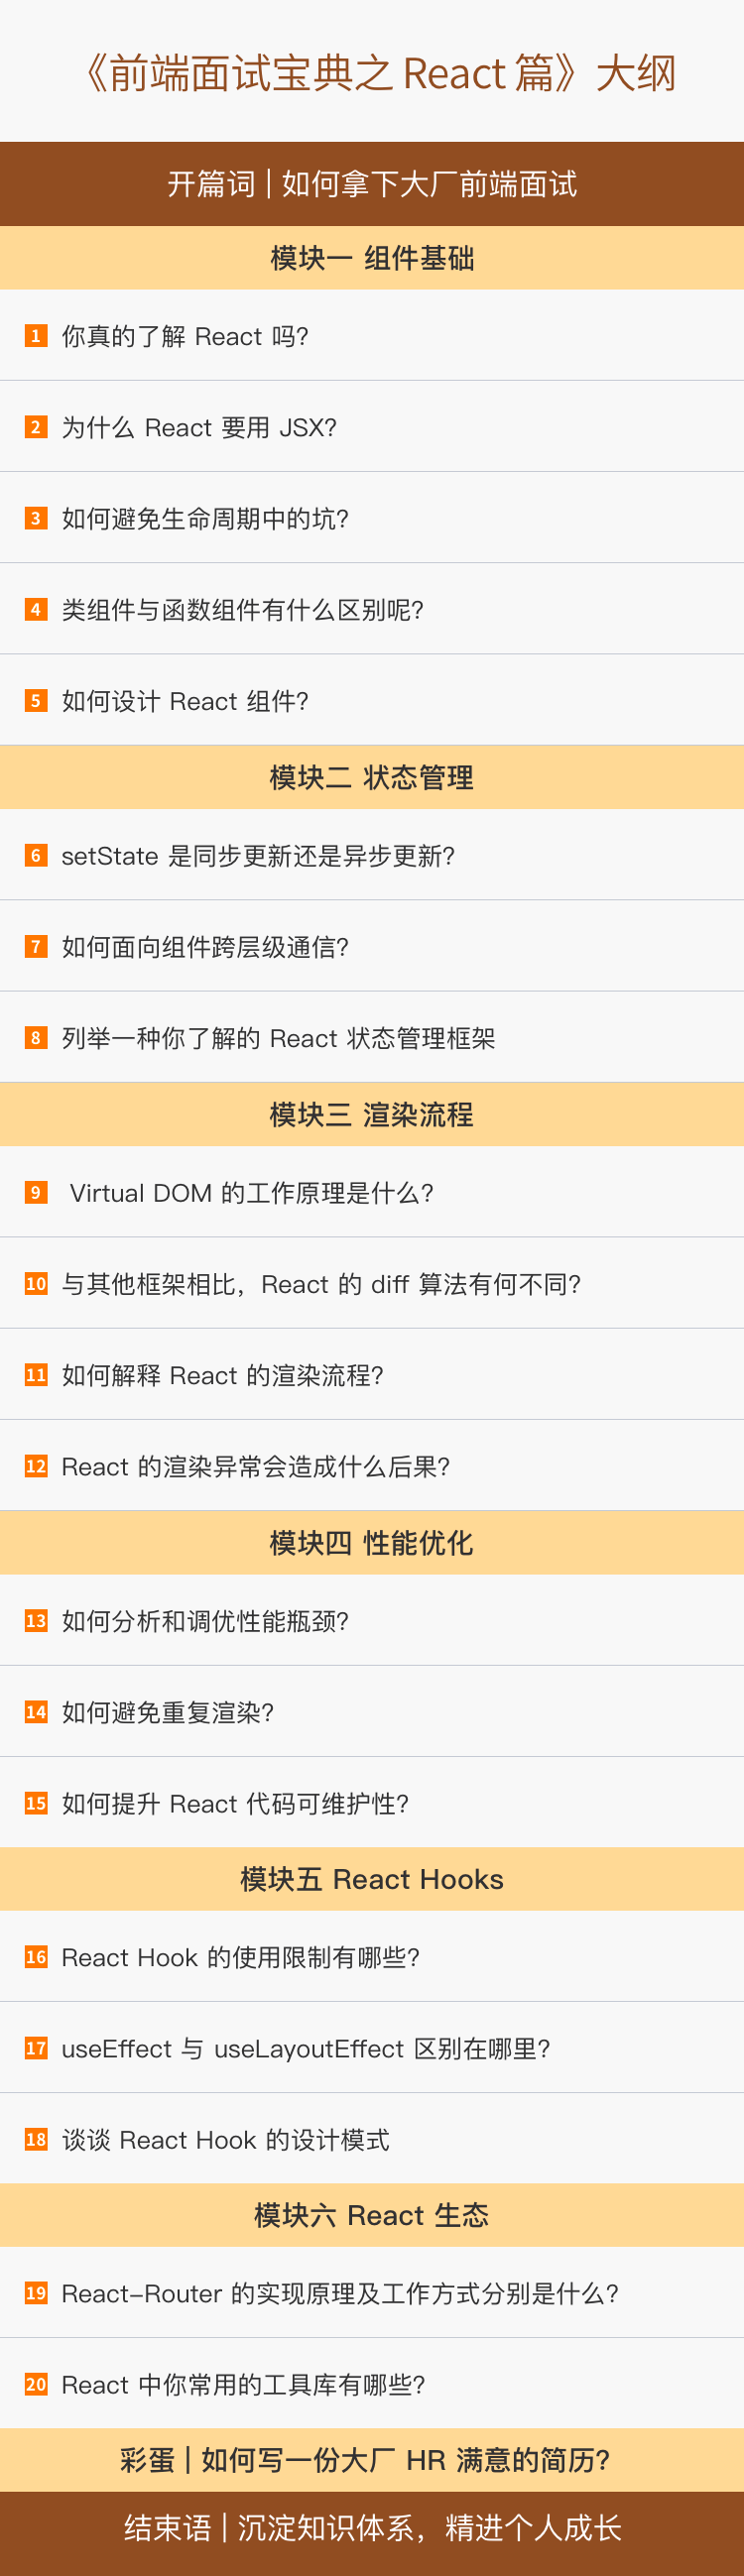 《前端面试宝典之 React 篇》大纲
开篇词 | 如何拿下大厂前端面试
模块一 组件基础
1 你真的了解 React 吗?
2 为什么 React 要用 JSX?
3 如何避免生命周期中的坑?
4 类组件与函数组件有什么区别呢?
5 如何设计 React 组件?
模块二 状态管理
6 setState 是同步更新还是异步更新?
7 如何面向组件跨层级通信?
8 列举一种你了解的 React 状态管理框架
模块三 渲染流程
9 Virtual DOM 的工作原理是什么?
10 与其他框架相比，React 的 diff 算法有何不同?
11 如何解释 React 的渲染流程?
12 React 的渲染异常会造成什么后果?
模块四 性能优化
13 如何分析和调优性能瓶颈?
14 如何避免重复渲染?
15 如何提升 React 代码可维护性?
模块五 React Hooks
16 React Hook 的使用限制有哪些?
17 useEffect 与 useLayoutEffect 区别在哪里?
18 谈谈 React Hook 的设计模式
模块六 React 生态
19 React-Router 的实现原理及工作方式分别是什么?
20 React 中你常用的工具库有哪些?
彩蛋 | 如何写一份大厂 HR 满意的简历?
结束语 | 沉淀知识体系，精进个人成长